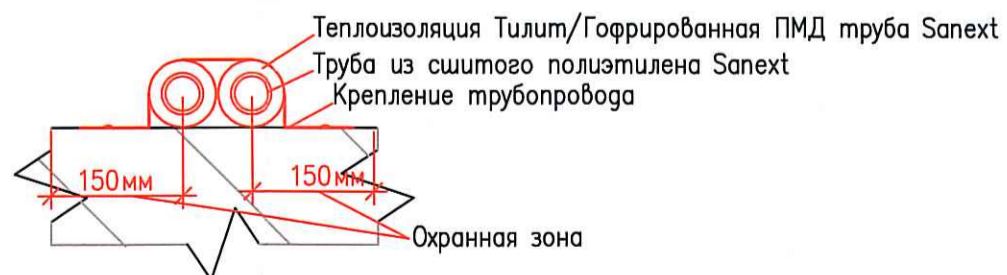 Теплоизоляция Тилит/Гофрированная ПМД труба Sanext
Труба из сшитого полиэтилена Sanext
Крепление трубопровода
150мм
150мм
Охранная зона